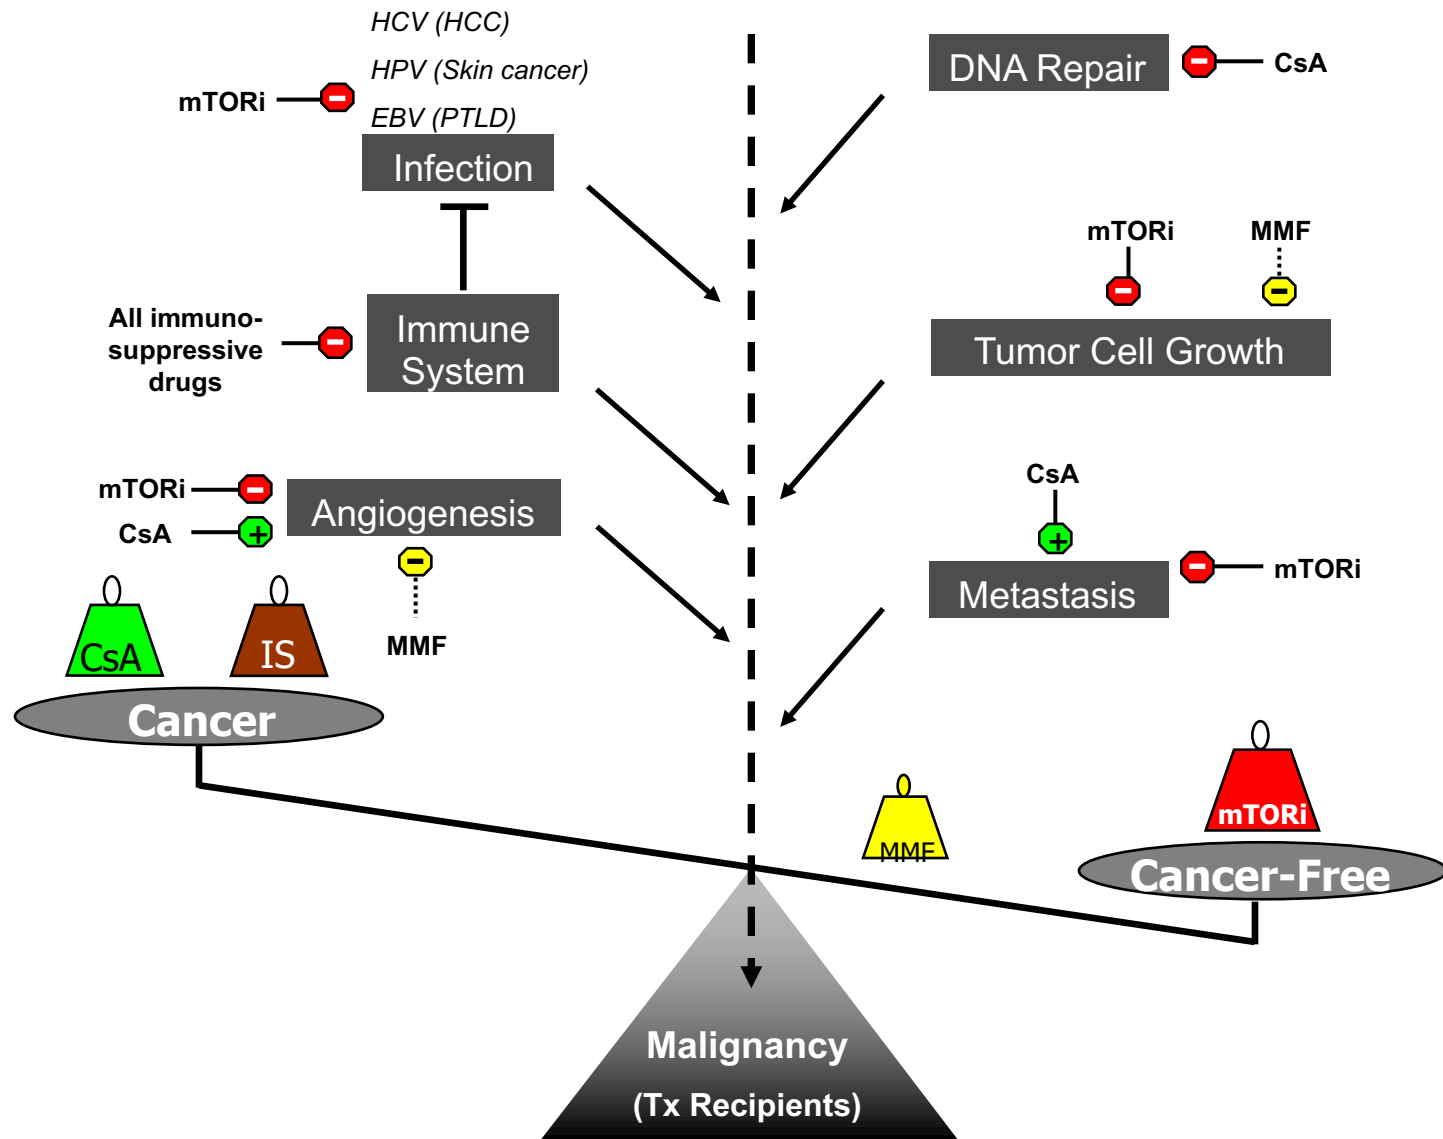 HCV (HCC)
HPV (Skin cancer)
EBV (PTLD)
mTORi
Infection
All immuno-
suppressive
drugs
Immune
System
mTORi
CsA
Angiogenesis
MMF
CsA
IS
Cancer
DNA Repair
CsA
mTORi
MMF
Tumor Cell Growth
CsA
Metastasis
mTORi
MMF
mTORi
Cancer-Free
Malignancy
(Tx Recipients)